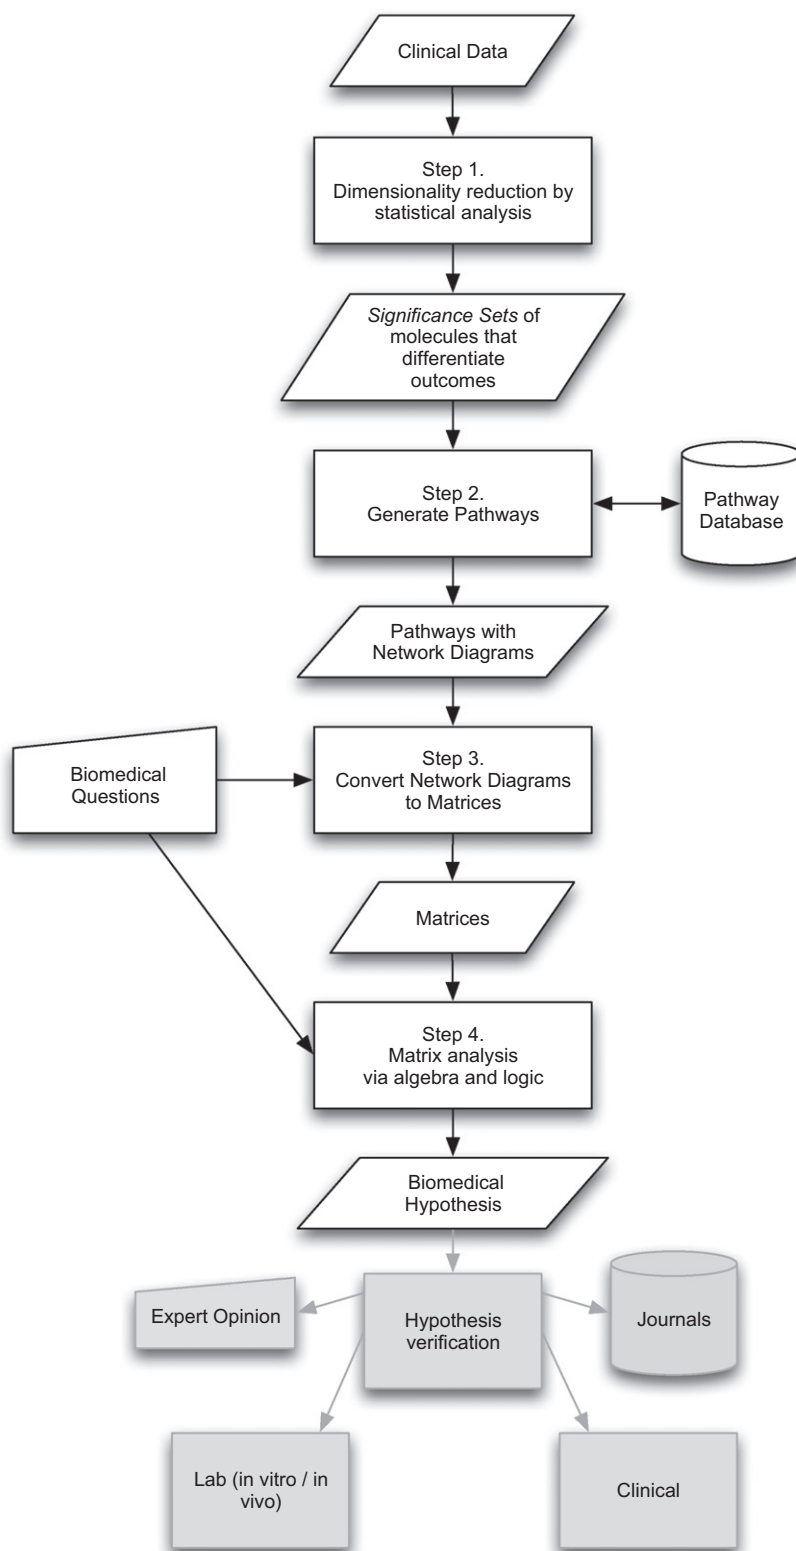 Clinical Data
Step 1.
Dimensionality reduction by
statistical analysis
Significance Sets of
molecules that
differentiate
outcomes
Step 2.
Generate Pathways
Pathway
Database
Pathways with
Network Diagrams
Biomedical
Questions
Step 3.
Convert Network Diagrams
to Matrices
Matrices
Step 4.
Matrix analysis
via algebra and logic
Biomedical
Hypothesis
Expert Opinion
Hypothesis
verification
Journals
Lab (in vitro / in
vivo)
Clinical